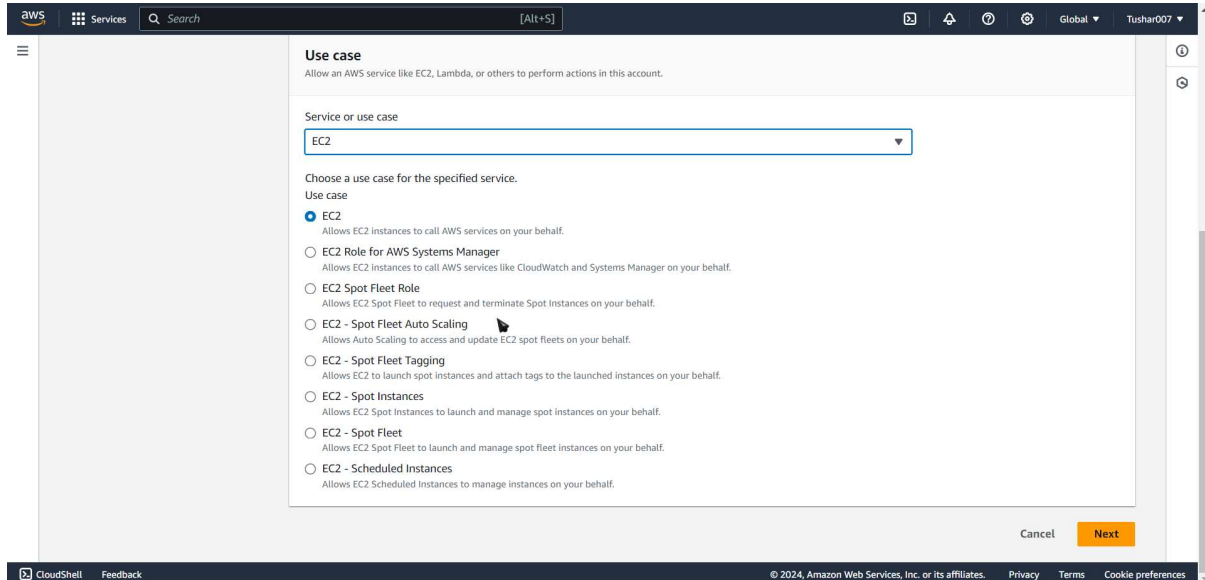 aws Services Search [Alt+S] Global Tushar007
Use case
Allow an AWS service like EC2, Lambda, or others to perform actions in this account.
Service or use case
EC2
Choose a use case for the specified service.
Use case
EC2
Allows EC2 instances to call AWS services on your behalf.
EC2 Role for AWS Systems Manager
Allows EC2 instances to call AWS services like CloudWatch and Systems Manager on your behalf.
EC2 Spot Fleet Role
Allows EC2 Spot Fleet to request and terminate Spot Instances on your behalf.
EC2 - Spot Fleet Auto Scaling
Allows Auto Scaling to access and update EC2 spot fleets on your behalf.
EC2 - Spot Fleet Tagging
Allows EC2 to launch spot instances and attach tags to the launched instances on your behalf.
EC2 - Spot Instances
Allows EC2 Spot Instances to launch and manage spot instances on your behalf.
EC2 - Spot Fleet
Allows EC2 Spot Fleet to launch and manage spot fleet instances on your behalf.
EC2 - Scheduled Instances
Allows EC2 Scheduled Instances to manage instances on your behalf.
Cancel Next
CloudShell Feedback © 2024, Amazon Web Services, Inc. or its affiliates. Privacy Terms Cookie preferences